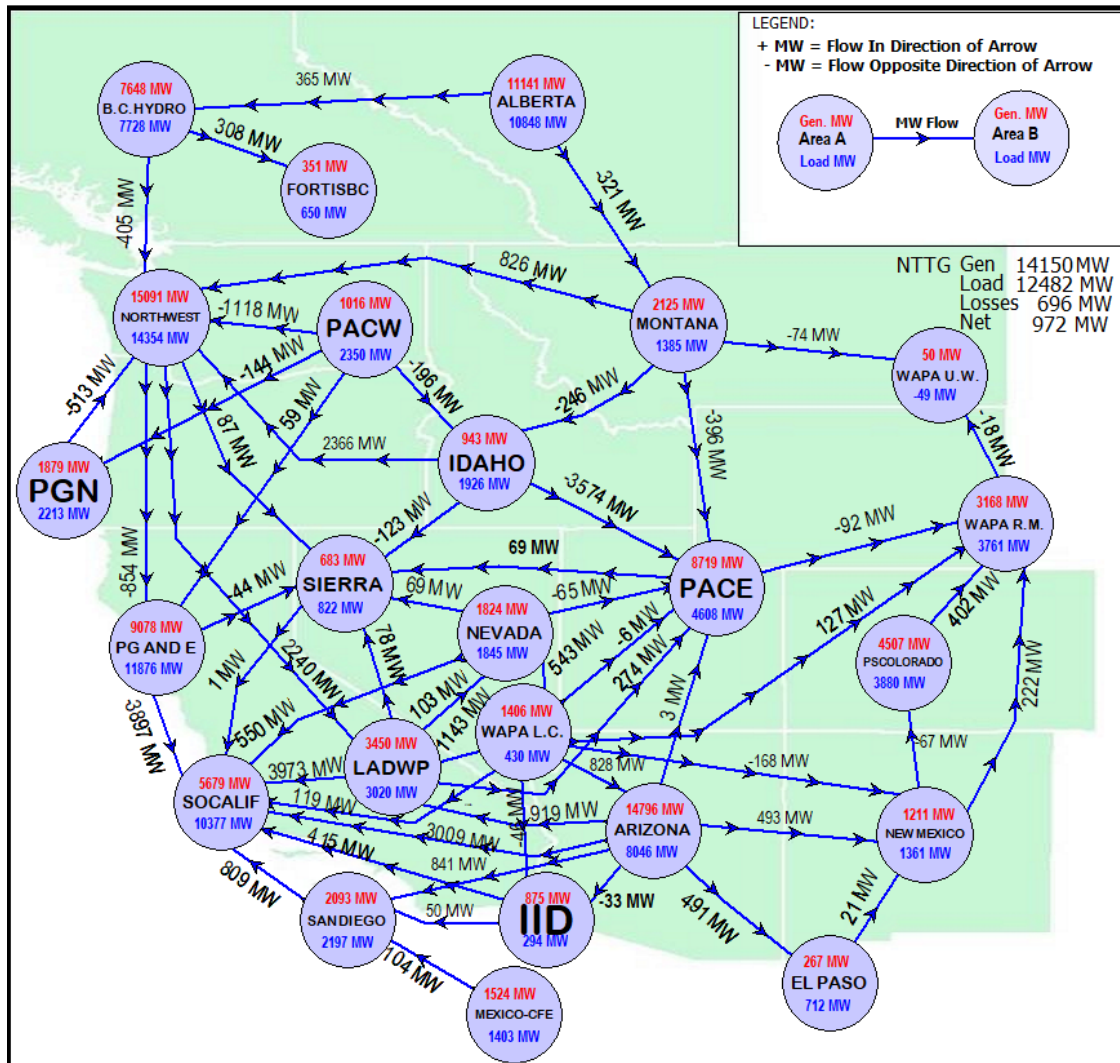 LEGEND:
+ MW = Flow In Direction of Arrow
- MW = Flow Opposite Direction of Arrow
Gen. MW
Area A
Load MW
MW Flow
Gen. MW
Area B
Load MW
NTTG Gen 14150 MW
Load 12482 MW
Losses 696 MW
Net 972 MW
7648 MW
B.C.HYDRO
7728 MW
365 MW
11141 MW
ALBERTA
10848 MW
308 MW
351 MW
FORTISBC
650 MW
-321 MW
-405 MW
826 MW
15091 MW
NORTHWEST
14354 MW
-1118 MW
1016 MW
PACW
2350 MW
2125 MW
MONTANA
1385 MW
-74 MW
50 MW
WAPA U.W.
-49 MW
-513 MW
-144 MW
59 MW
-196 MW
-246 MW
-396 MW
-18 MW
87 MW
2366 MW
943 MW
IDAHO
1926 MW
1879 MW
PGN
2213 MW
-3574 MW
3168 MW
WAPA R.M.
3761 MW
-92 MW
-854 MW
-123 MW
683 MW
SIERRA
822 MW
69 MW
69 MW
-65 MW
8719 MW
PACE
4608 MW
402 MW
127 MW
-44 MW
9078 MW
PG AND E
11876 MW
1824 MW
NEVADA
1845 MW
543 MW
-6 MW
274 MW
4507 MW
PSCOLORADO
3880 MW
222 MW
2240 MW
1 MW
78 MW
103 MW
1143 MW
3 MW
-3897 MW
-550 MW
1406 MW
WAPA L.C.
430 MW
-67 MW
3450 MW
LADWP
3020 MW
828 MW
-168 MW
5679 MW
SOCALIF
10377 MW
3973 MW
119 MW
919 MW
14796 MW
ARIZONA
8046 MW
493 MW
1211 MW
NEW MEXICO
1361 MW
3009 MW
415 MW
841 MW
809 MW
2093 MW
SANDIEGO
2197 MW
50 MW
875 MW
IID
294 MW
-33 MW
491 MW
21 MW
104 MW
267 MW
EL PASO
712 MW
1524 MW
MEXICO-CFE
1403 MW